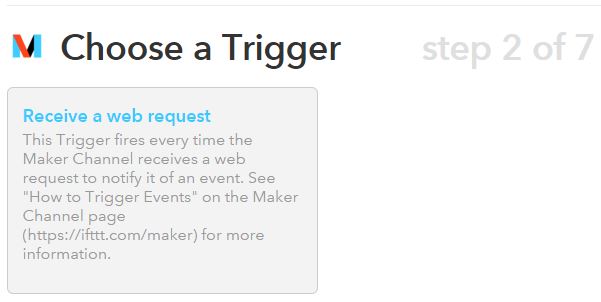 Choose a Trigger step 2 of 7
Receive a web request
This Trigger fires every time the
Maker Channel receives a web
request to notify it of an event. See
"How to Trigger Events" on the Maker
Channel page
(https://ifttt.com/maker) for more
information.